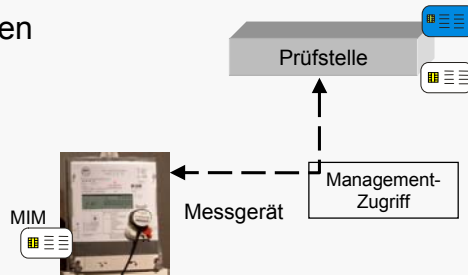 en
Prüfstelle
Management-
Zugriff
Messgerät
MIM